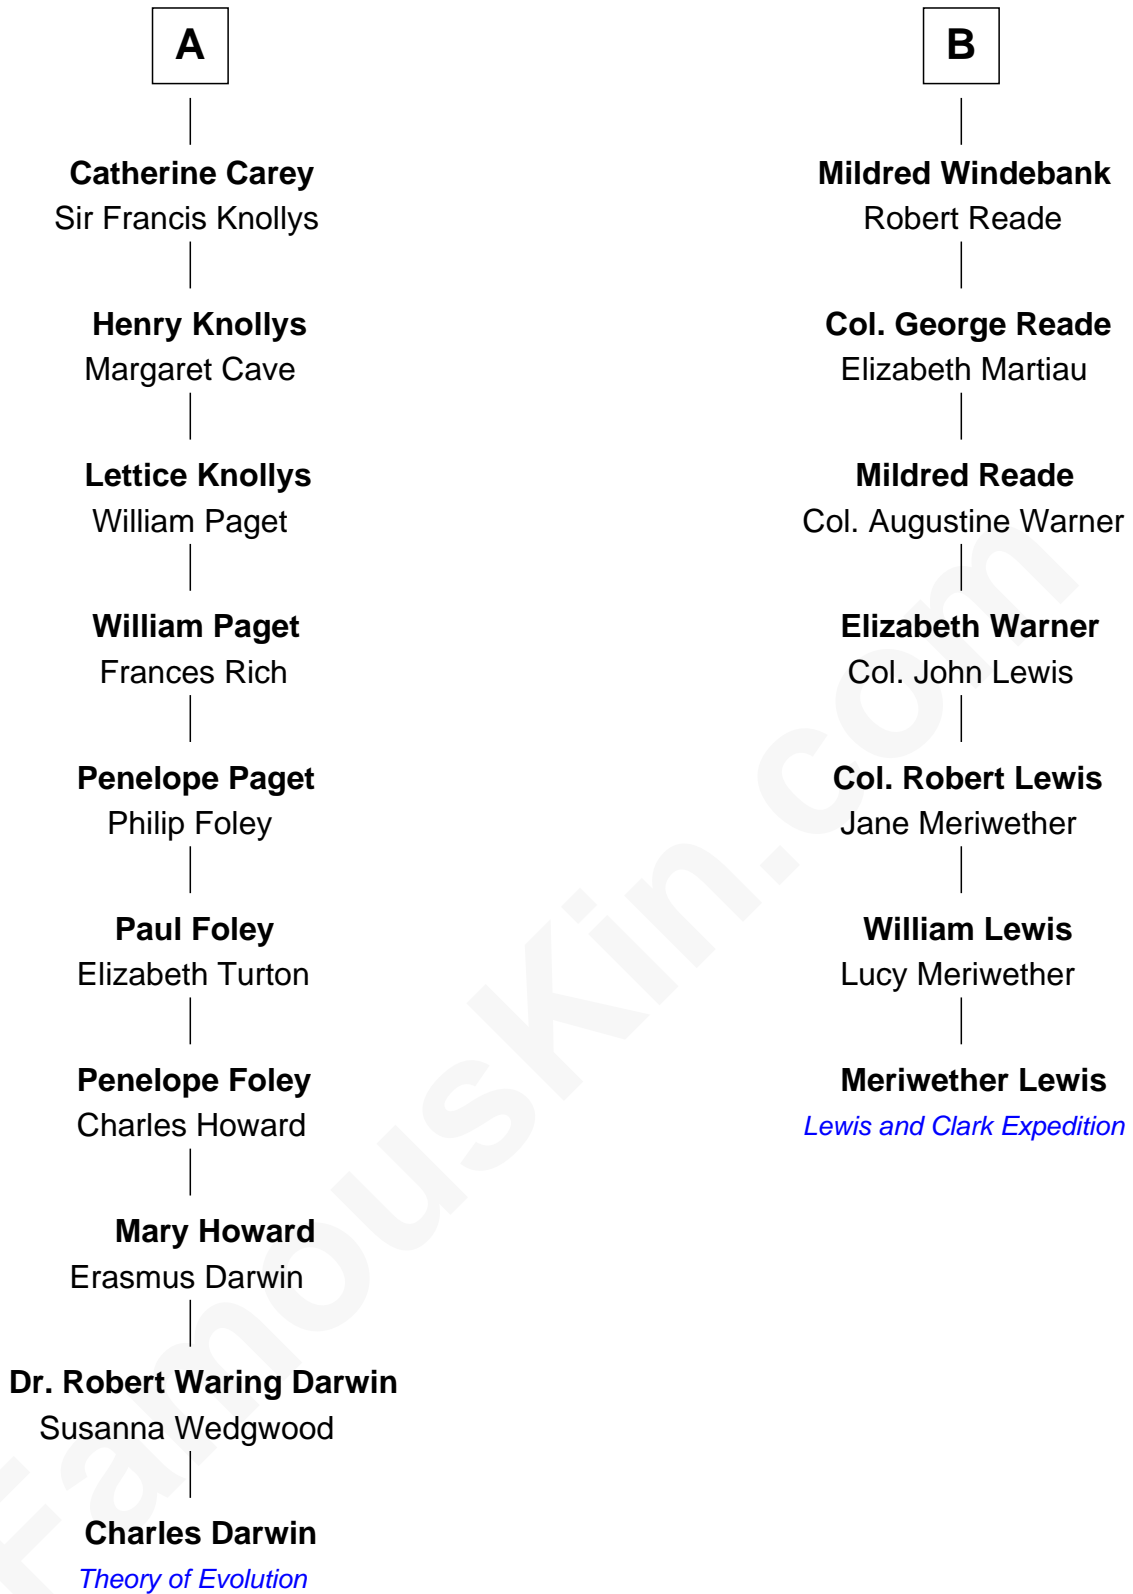 A
Catherine Carey
Sir Francis Knollys
Henry Knollys
Margaret Cave
Lettice Knollys
William Paget
William Paget
Frances Rich
Penelope Paget
Philip Foley
Paul Foley
Elizabeth Turton
Penelope Foley
Charles Howard
Mary Howard
Erasmus Darwin
Dr. Robert Waring Darwin
Susanna Wedgwood
Charles Darwin
Theory of Evolution
B
Mildred Windebank
Robert Reade
Col. George Reade
Elizabeth Martiau
Mildred Reade
Col. Augustine Warner
Elizabeth Warner
Col. John Lewis
Col. Robert Lewis
Jane Meriwether
William Lewis
Lucy Meriwether
Meriwether Lewis
Lewis and Clark Expedition
FamousKin.com